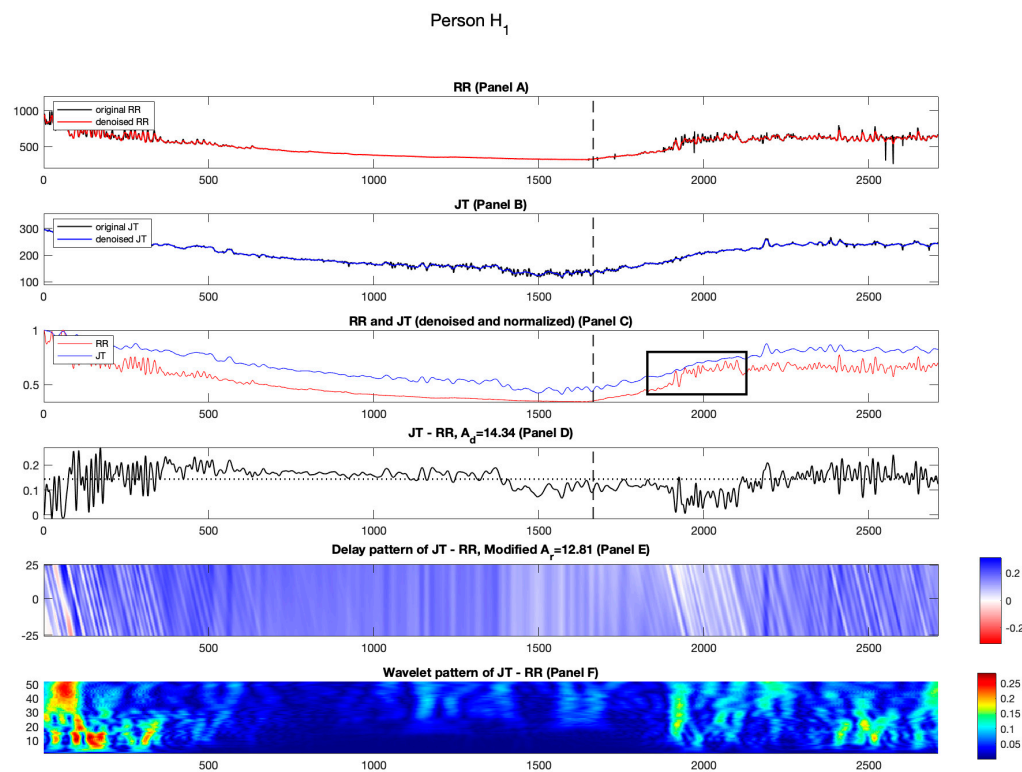 Person H1
RR (Panel A)
1000
500
original RR
denoised RR
0 500 1000 1500 2000 2500
JT (Panel B)
300
200
100
original JT
denoised JT
0 500 1000 1500 2000 2500
RR and JT (denoised and normalized) (Panel C)
1
0.5
RR
JT
0 500 1000 1500 2000 2500
JT - RR, Ad=14.34 (Panel D)
0.2
0.1
0
0 500 1000 1500 2000 2500
Delay pattern of JT - RR, Modified Ar=12.81 (Panel E)
25
0
-25
0.2
0
-0.2
500 1000 1500 2000 2500
Wavelet pattern of JT - RR (Panel F)
50
40
30
20
10
0.25
0.2
0.15
0.1
0.05
500 1000 1500 2000 2500